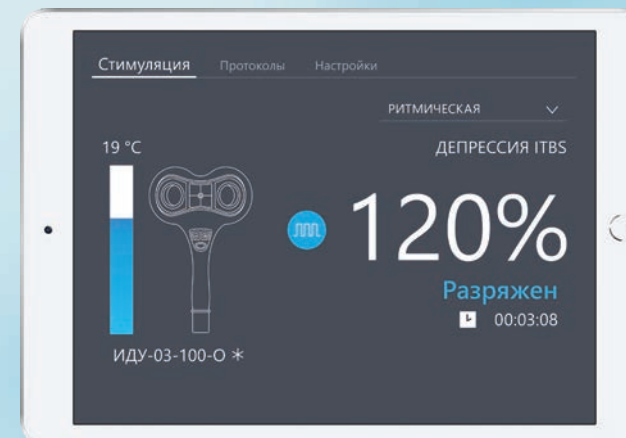 Стимуляция Протоколы Настройки
РИТМИЧЕСКАЯ
19 °C
ДЕПРЕССИЯ ITBS
120%
Разряжен
00:03:08
ИДУ-03-100-О *